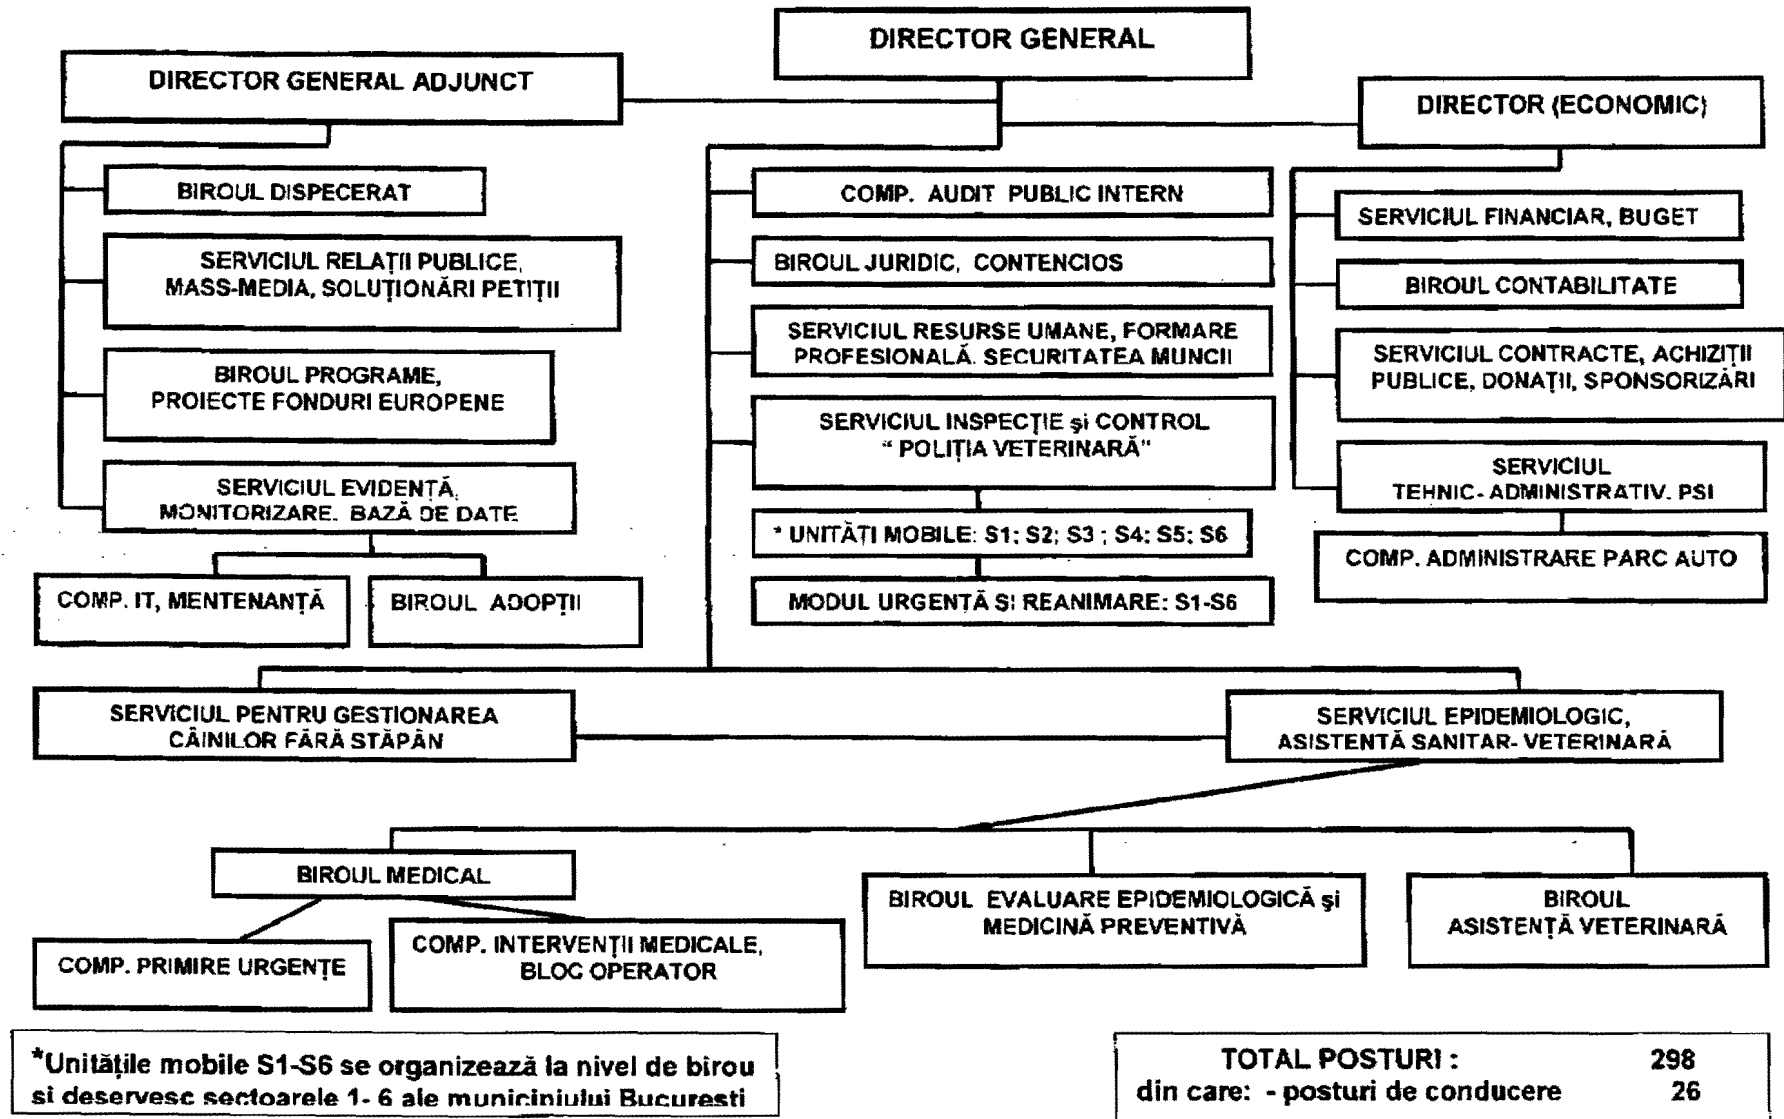 DIRECTOR GENERAL
DIRECTOR GENERAL ADJUNCT
DIRECTOR (ECONOMIC)
BIROUL DISPECERAT
SERVICIUL RELAȚII PUBLICE,
MASS-MEDIA, SOLUȚIONĂRI PETIȚII
BIROUL PROGRAME,
PROIECTE FONDURI EUROPENE
SERVICIUL EVIDENȚĂ,
MONITORIZARE, BAZĂ DE DATE
COMP. IT, MENTENANȚĂ
BIROUL ADOPȚII
COMP. AUDIT PUBLIC INTERN
BIROUL JURIDIC, CONTENCIOS
SERVICIUL RESURSE UMANE, FORMARE
PROFESIONALĂ. SECURITATEA MUNCII
SERVICIUL INSPECȚIE și CONTROL
“ POLIȚIA VETERINARĂ”
* UNITĂȚI MOBILE: S1; S2; S3 ; S4; S5; S6
MODUL URGENȚĂ SI REANIMARE: S1-S6
SERVICIUL FINANCIAR, BUGET
BIROUL CONTABILITATE
SERVICIUL CONTRACTE, ACHIZIȚII
PUBLICE, DONAȚII, SPONSORIZĂRI
SERVICIUL
TEHNIC- ADMINISTRATIV. PSI
COMP. ADMINISTRARE PARC AUTO
SERVICIUL PENTRU GESTIONAREA
CÂINILOR FĂRĂ STĂPÂN
SERVICIUL EPIDEMIOLOGIC,
ASISTENTĂ SANITAR- VETERINARĂ
BIROUL MEDICAL
BIROUL EVALUARE EPIDEMIOLOGICĂ și
MEDICINĂ PREVENTIVĂ
BIROUL
ASISTENȚĂ VETERINARĂ
COMP. PRIMIRE URGENȚE
COMP. INTERVENȚII MEDICALE,
BLOC OPERATOR
*Unitățile mobile S1-S6 se organizează la nivel de birou
si deservesc sectoarele 1- 6 ale municipiului Bucuresti
TOTAL POSTURI : 298
din care: - posturi de conducere 26